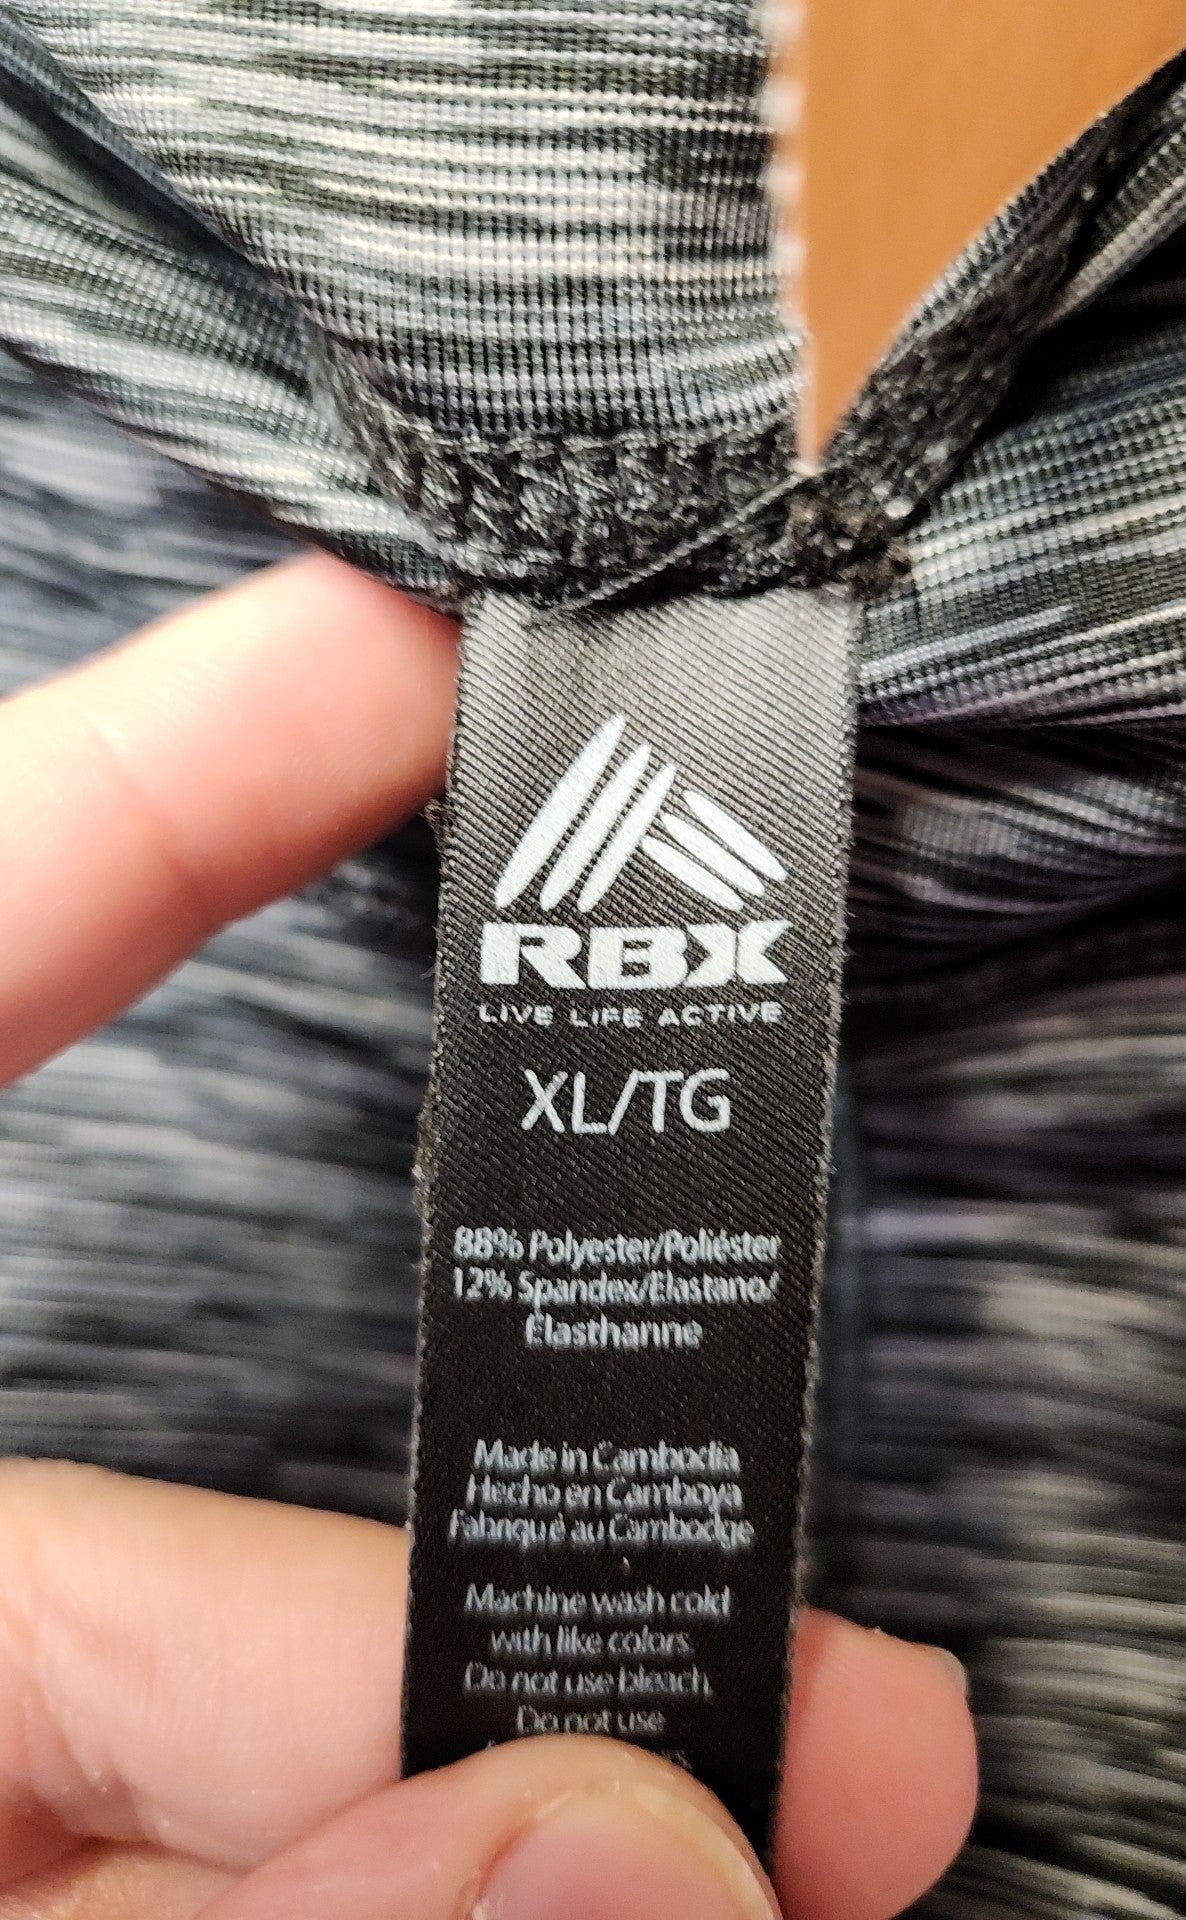 RBX
LIVE LIFE ACTIVE
XL/TG
88% Polyester/Poliéster
12% Spandex/Elastano/
Élasthanne
Made in Cambodia
Hecho en Camboya
Fabriqué au Cambodge
Machine wash cold
with like colors.
Do not use bleach.
Do not use